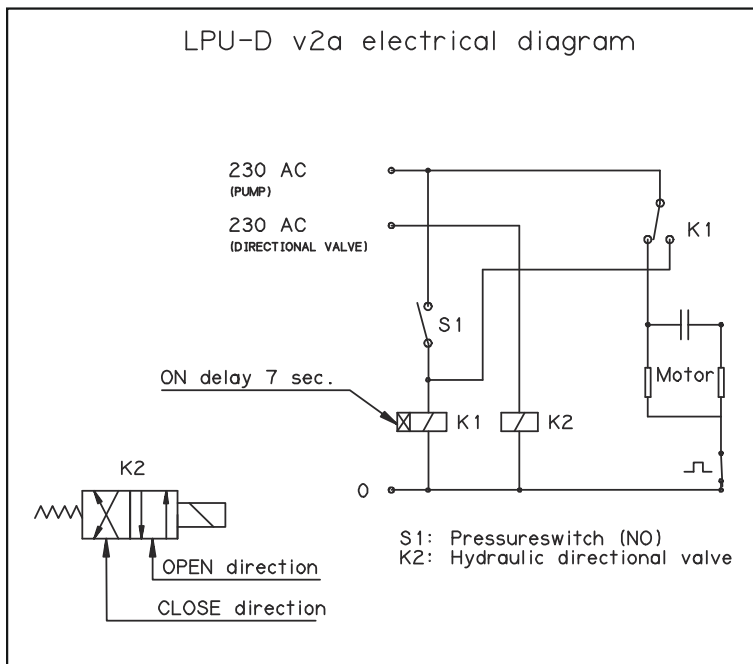 LPU-D v2a electrical diagram
230 AC
(PUMP)
230 AC
(DIRECTIONAL VALVE)
K1
S1
ON delay 7 sec.
Motor
K1
K2
K2
0
S1: Pressureswitch (NO)
K2: Hydraulic directional valve
OPEN direction
CLOSE direction